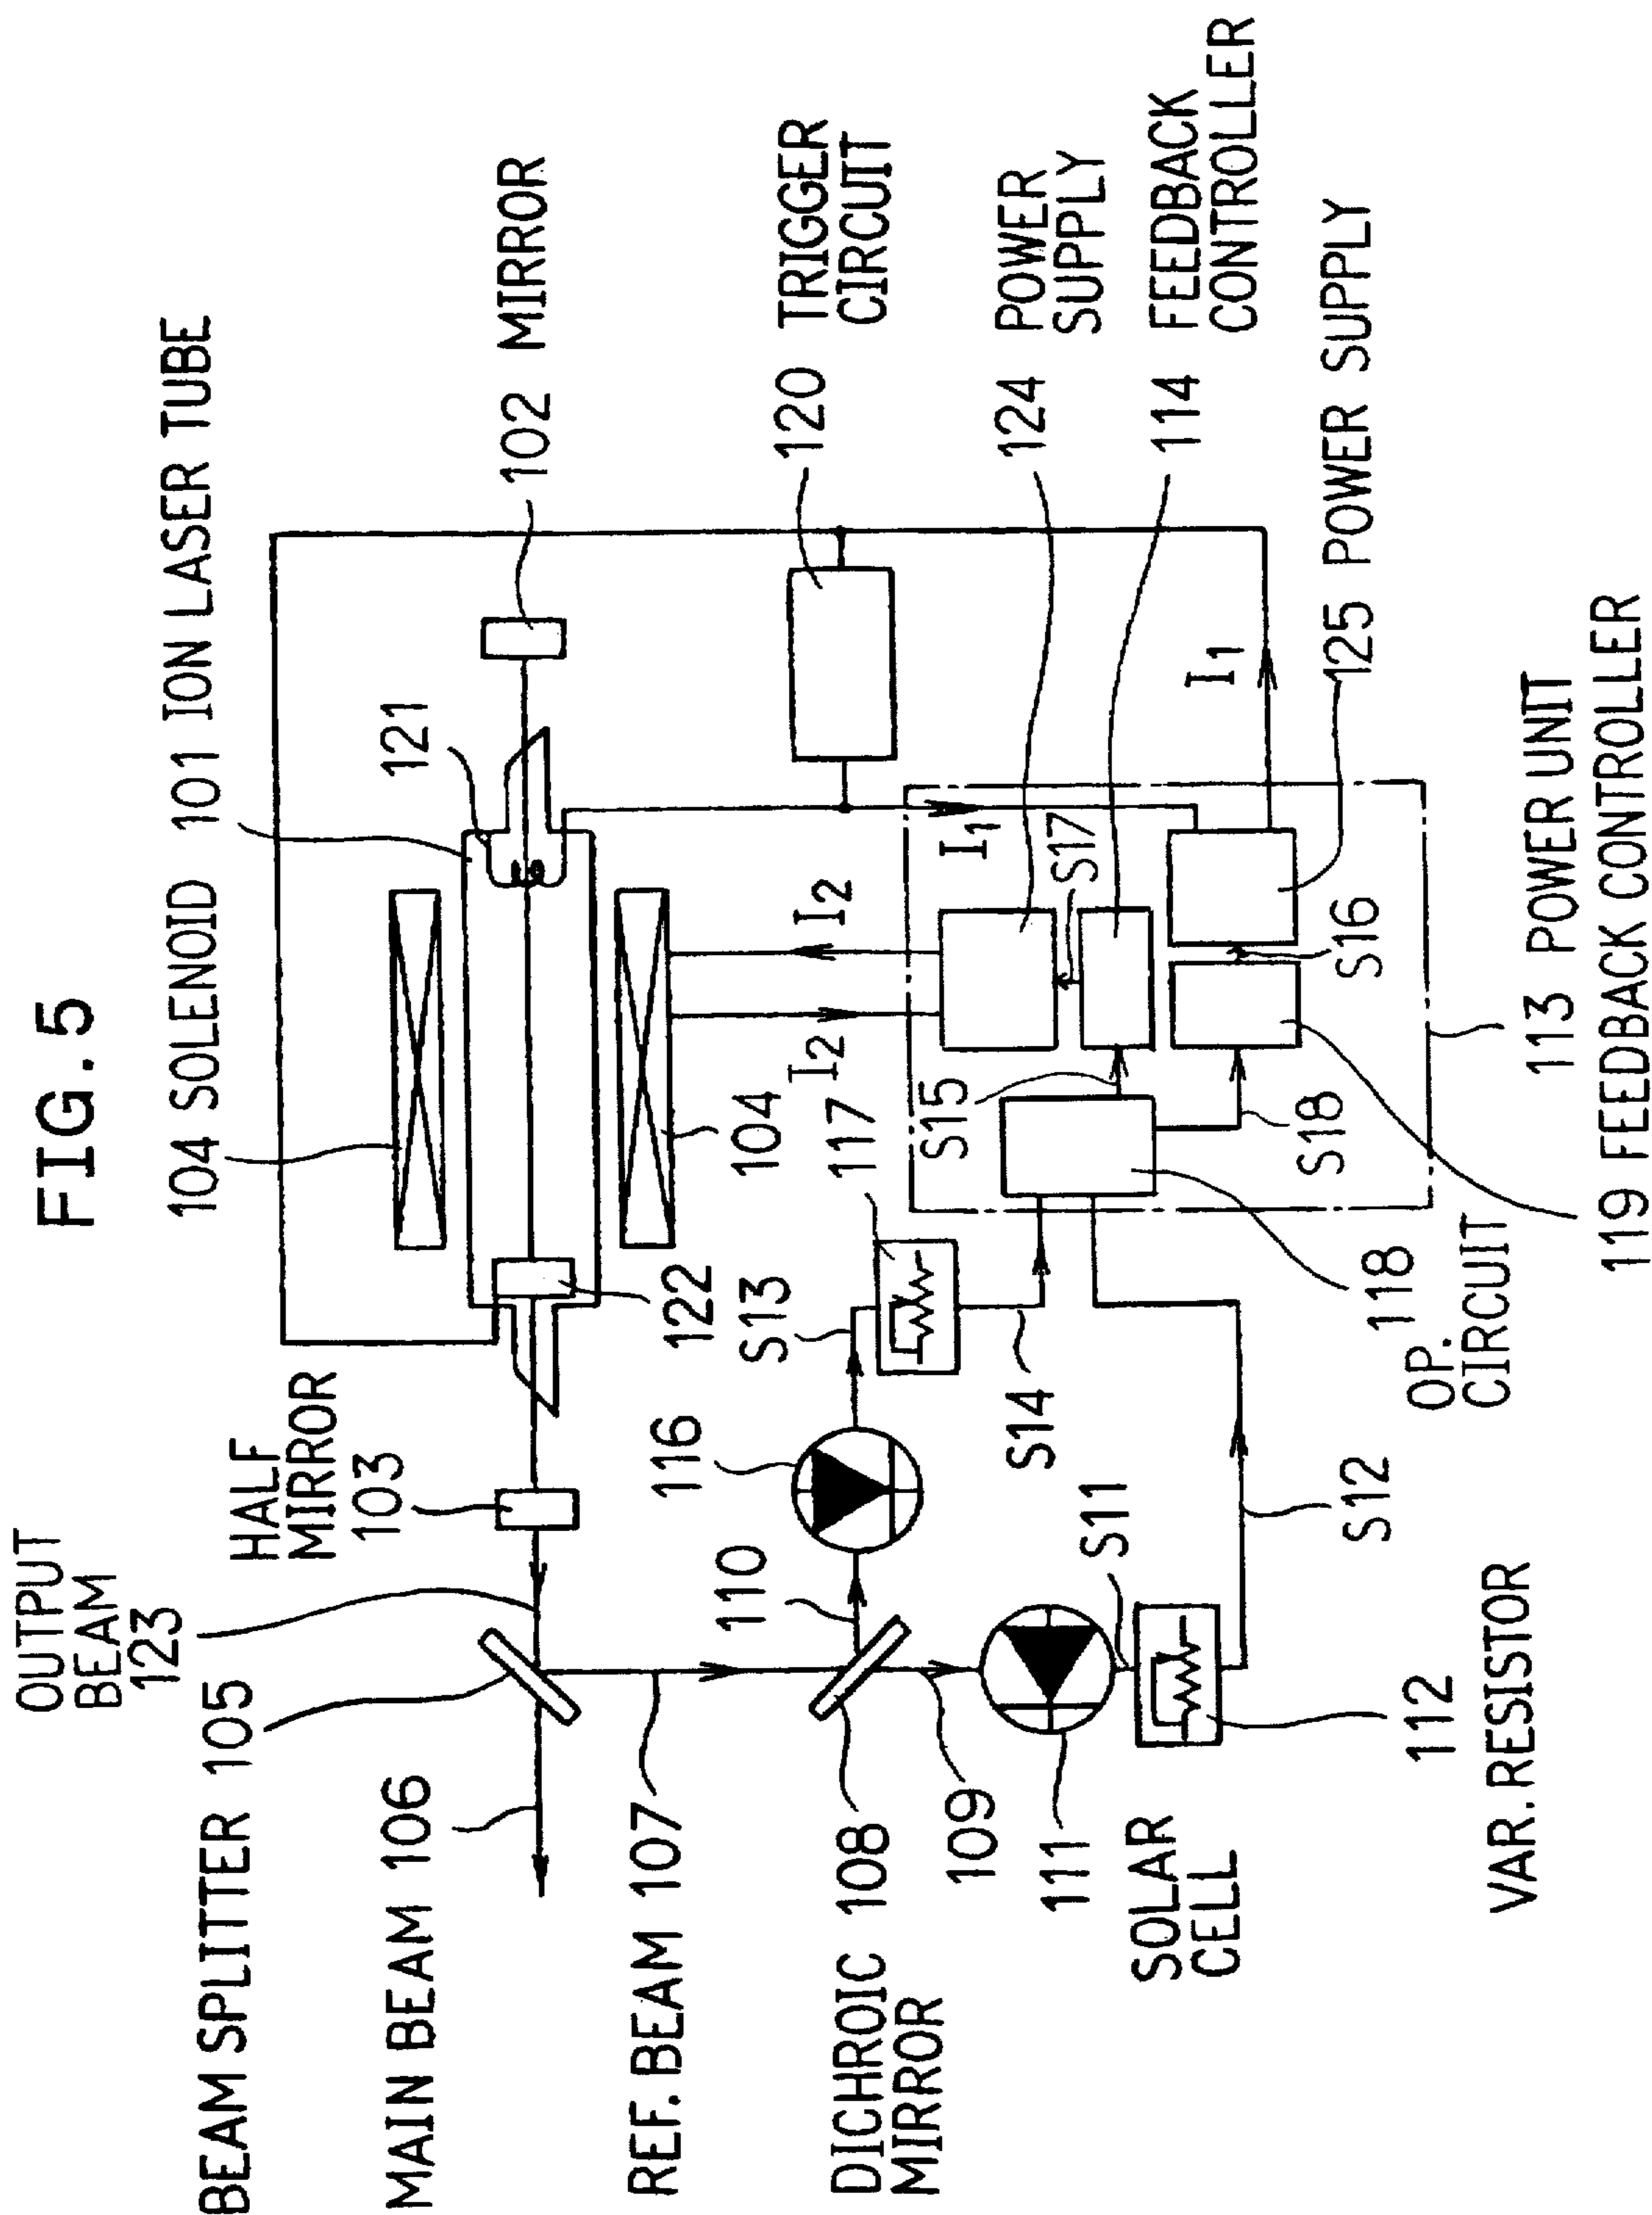 FIG. 5
104 SOLENOID
101 ION LASER TUBE
121
102 MIRROR
OUTPUT
BEAM
123
HALF
MIRROR
103
122
104
120 TRIGGER
CIRCUIT
BEAM SPLITTER 105
MAIN BEAM 106
REF. BEAM 107
110
116
S13
117
I2
I2
I1
S17
124 POWER
SUPPLY
114 FEEDBACK
CONTROLLER
DICHROIC 108
MIRROR
109
111
SOLAR
CELL
S11
S14
S15
S18
S16
I1
125 POWER SUPPLY
112
VAR. RESISTOR
S12
118
OP.
CIRCUIT
113 POWER UNIT
119 FEEDBACK CONTROLLER